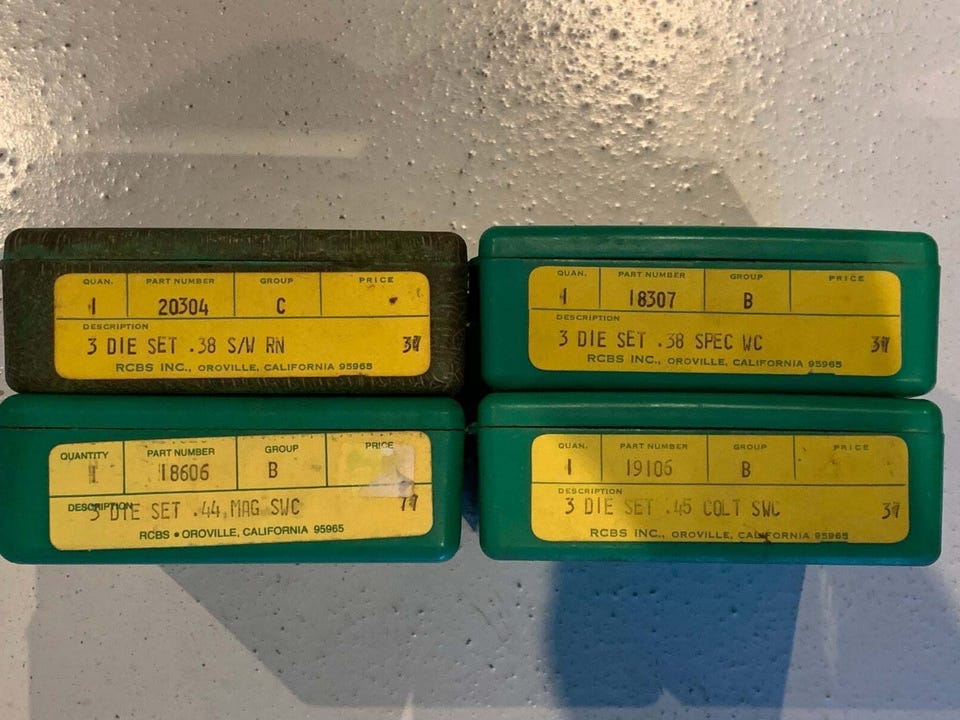 QUAN. PART NUMBER GROUP PRICE
1 20304 C
DESCRIPTION
3 DIE SET .38 S/W RN
RCBS INC., OROVILLE, CALIFORNIA 95965
QUAN. PART NUMBER GROUP PRICE
1 18307 B
DESCRIPTION
3 DIE SET .38 SPEC WC
RCBS INC., OROVILLE, CALIFORNIA 95965
QUANTITY PART NUMBER GROUP PRICE
1 18606 B
DESCRIPTION
3 DIE SET .44 MAG SWC
RCBS • OROVILLE, CALIFORNIA 95965
QUAN. PART NUMBER GROUP PRICE
1 19106 B
DESCRIPTION
3 DIE SET .45 COLT SWC
RCBS INC., OROVILLE, CALIFORNIA 95965